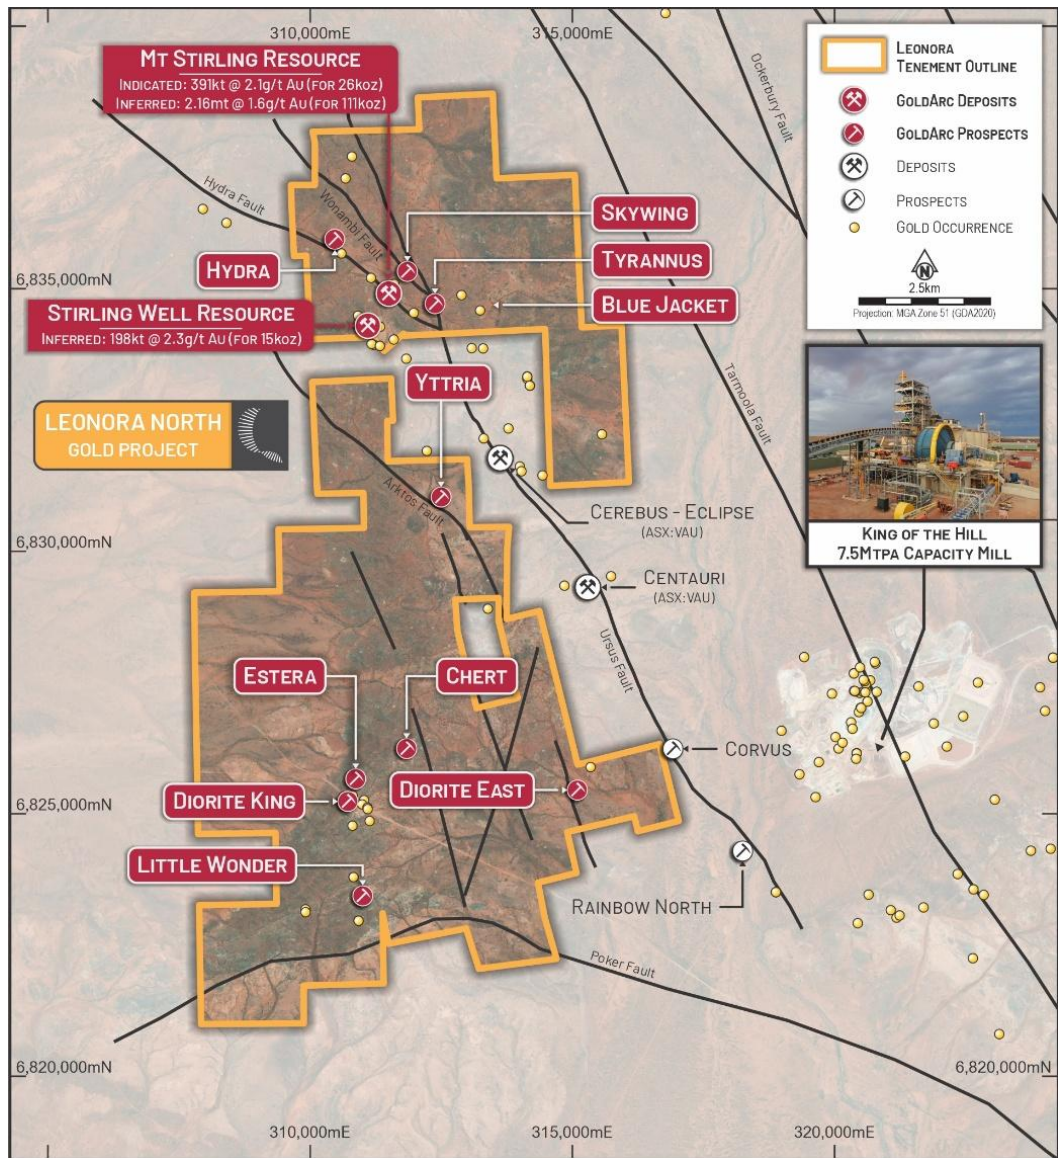 310,000mE
315,000mE
MT STIRLING RESOURCE
INDICATED: 391KT @ 2.1G/T AU (FOR 26KOZ)
INFERRED: 2.16MT @ 1.6G/T AU (FOR 111KOZ)
Ockerbury Fault
LEONORA
TENEMENT OUTLINE
GOLDARC DEPOSITS
GOLDARC PROSPECTS
DEPOSITS
PROSPECTS
GOLD OCCURRENCE
N
2.5km
Projection: MGA Zone 51 (GDA2020)
Hydra Fault
Wonambi Fault
SKYWING
HYDRA
TYRANNUS
6,835,000mN
BLUE JACKET
STIRLING WELL RESOURCE
INFERRED: 198KT @ 2.3G/T AU (FOR 15KOZ)
YTTRIA
Tarmoola Fault
LEONORA NORTH
GOLD PROJECT
Arktos Fault
CEREBUS - ECLIPSE
(ASX:VAU)
KING OF THE HILL
7.5MTPA CAPACITY MILL
6,830,000mN
CENTAURI
(ASX:VAU)
Ursus Fault
ESTERA
CHERT
CORVUS
DIORITE KING
DIORITE EAST
6,825,000mN
LITTLE WONDER
RAINBOW NORTH
Poker Fault
6,820,000mN
6,820,000mN
310,000mE
315,000mE
320,000mE